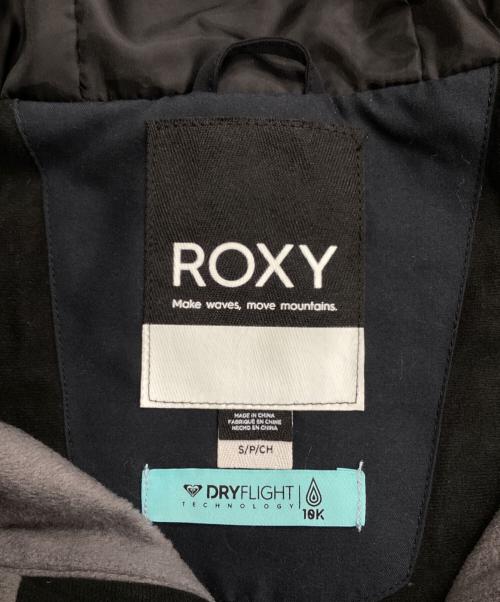 ROXY
Make waves, move mountains.
MADE IN CHINA
FABRIQUÉ EN CHINE
HECHO EN CHINA
S/P/CH
DRYFLIGHT
TECHNOLOGY
10K